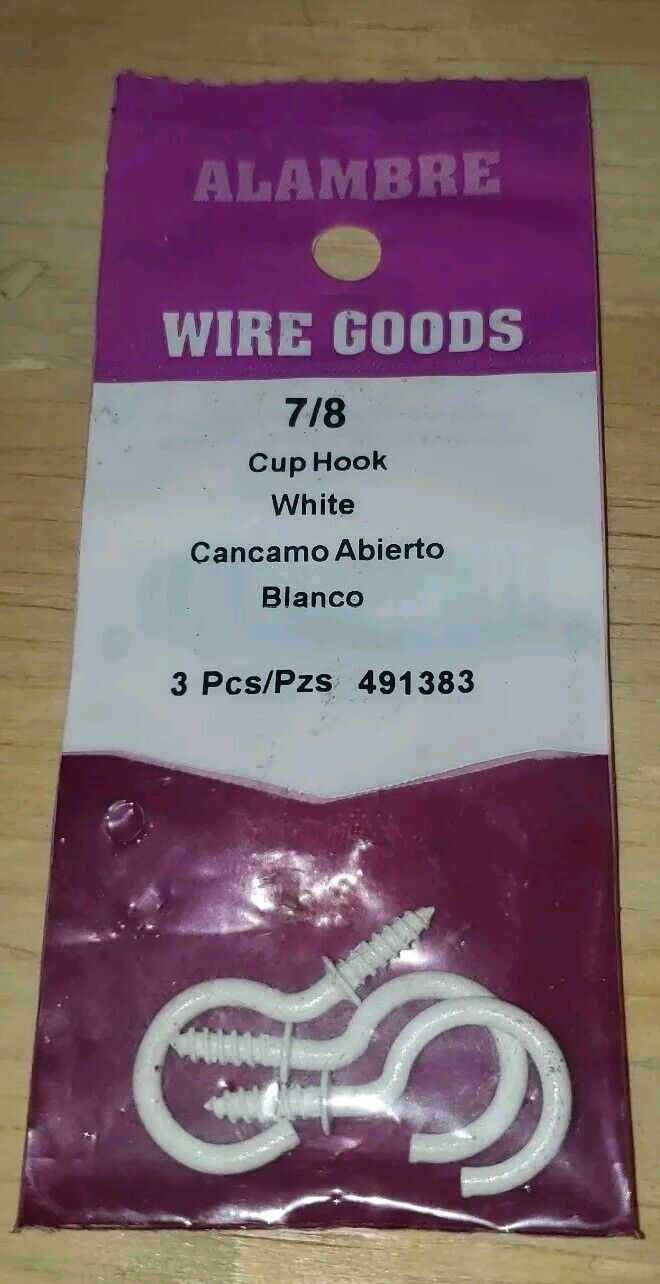 ALAMBRE
WIRE GOODS
7/8
Cup Hook
White
Cancamo Abierto
Blanco
3 Pcs/Pzs 491383